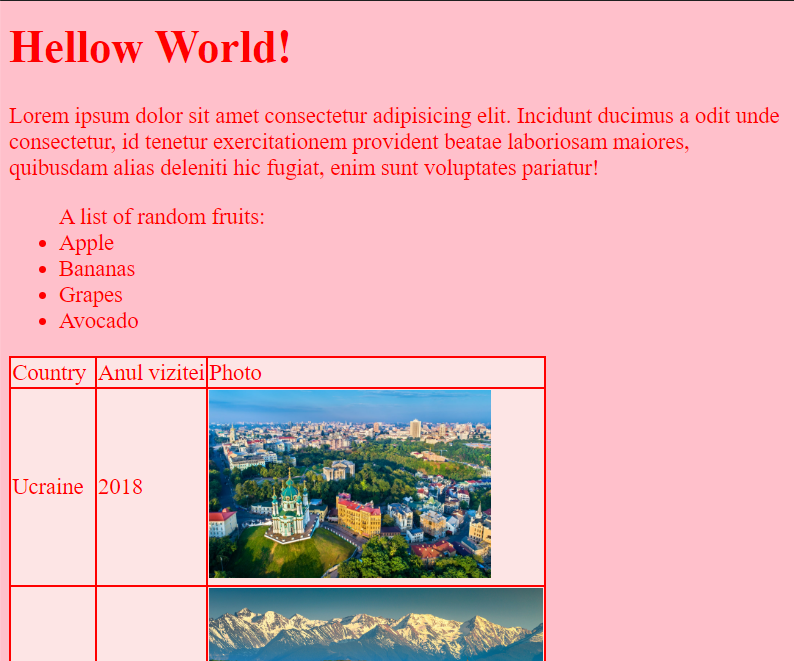 Hellow World!
Lorem ipsum dolor sit amet consectetur adipisicing elit. Incidunt ducimus a odit unde
consectetur, id tenetur exercitationem provident beatae laboriosam maiores,
quibusdam alias deleniti hic fugiat, enim sunt voluptates pariatur!
A list of random fruits:
Apple
Bananas
Grapes
Avocado
Country Anul vizitei Photo
Ucraine 2018